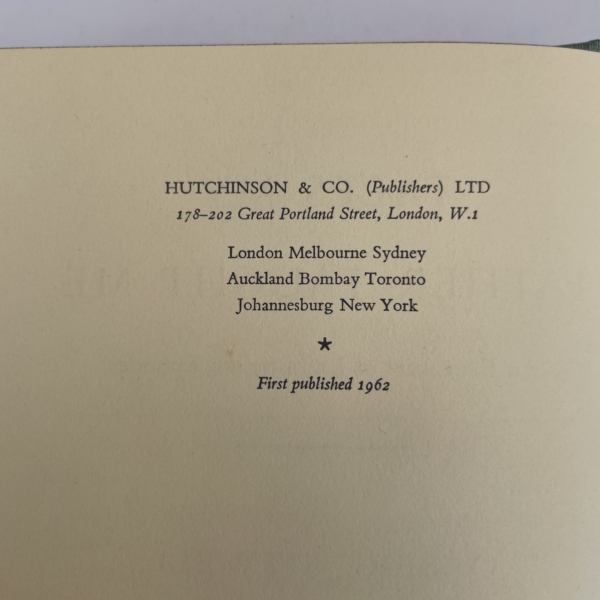 HUTCHINSON & CO. (Publishers) LTD
178–202 Great Portland Street, London, W.1
London Melbourne Sydney
Auckland Bombay Toronto
Johannesburg New York
★
First published 1962